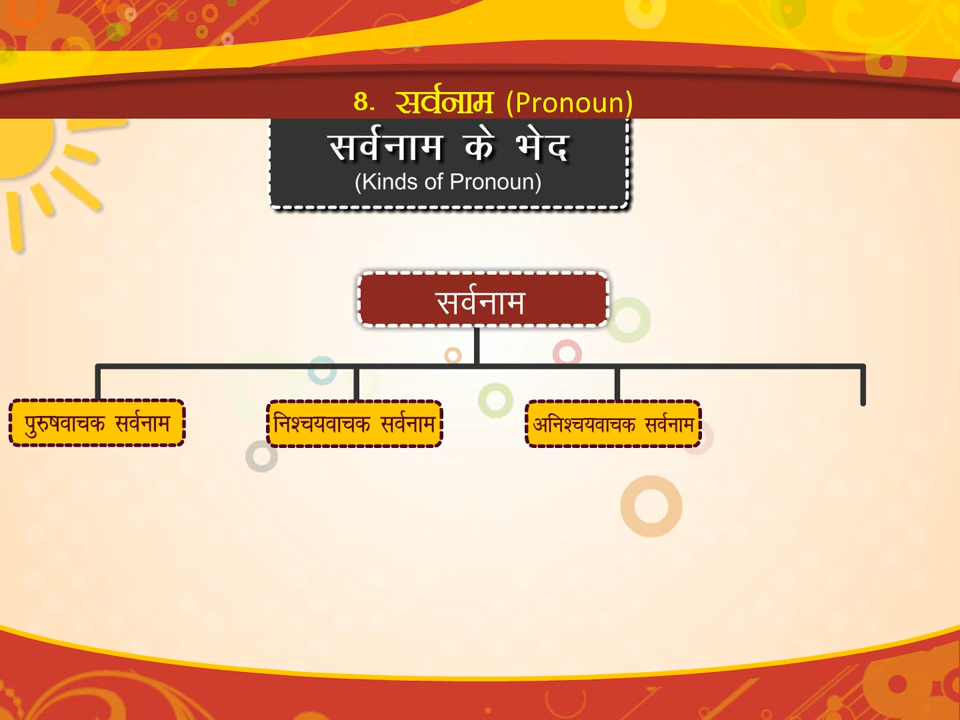 8. सर्वनाम (Pronoun)
सर्वनाम के भेद
(Kinds of Pronoun)
सर्वनाम
पुरुषवाचक सर्वनाम
निश्चयवाचक सर्वनाम
अनिश्चयवाचक सर्वनाम